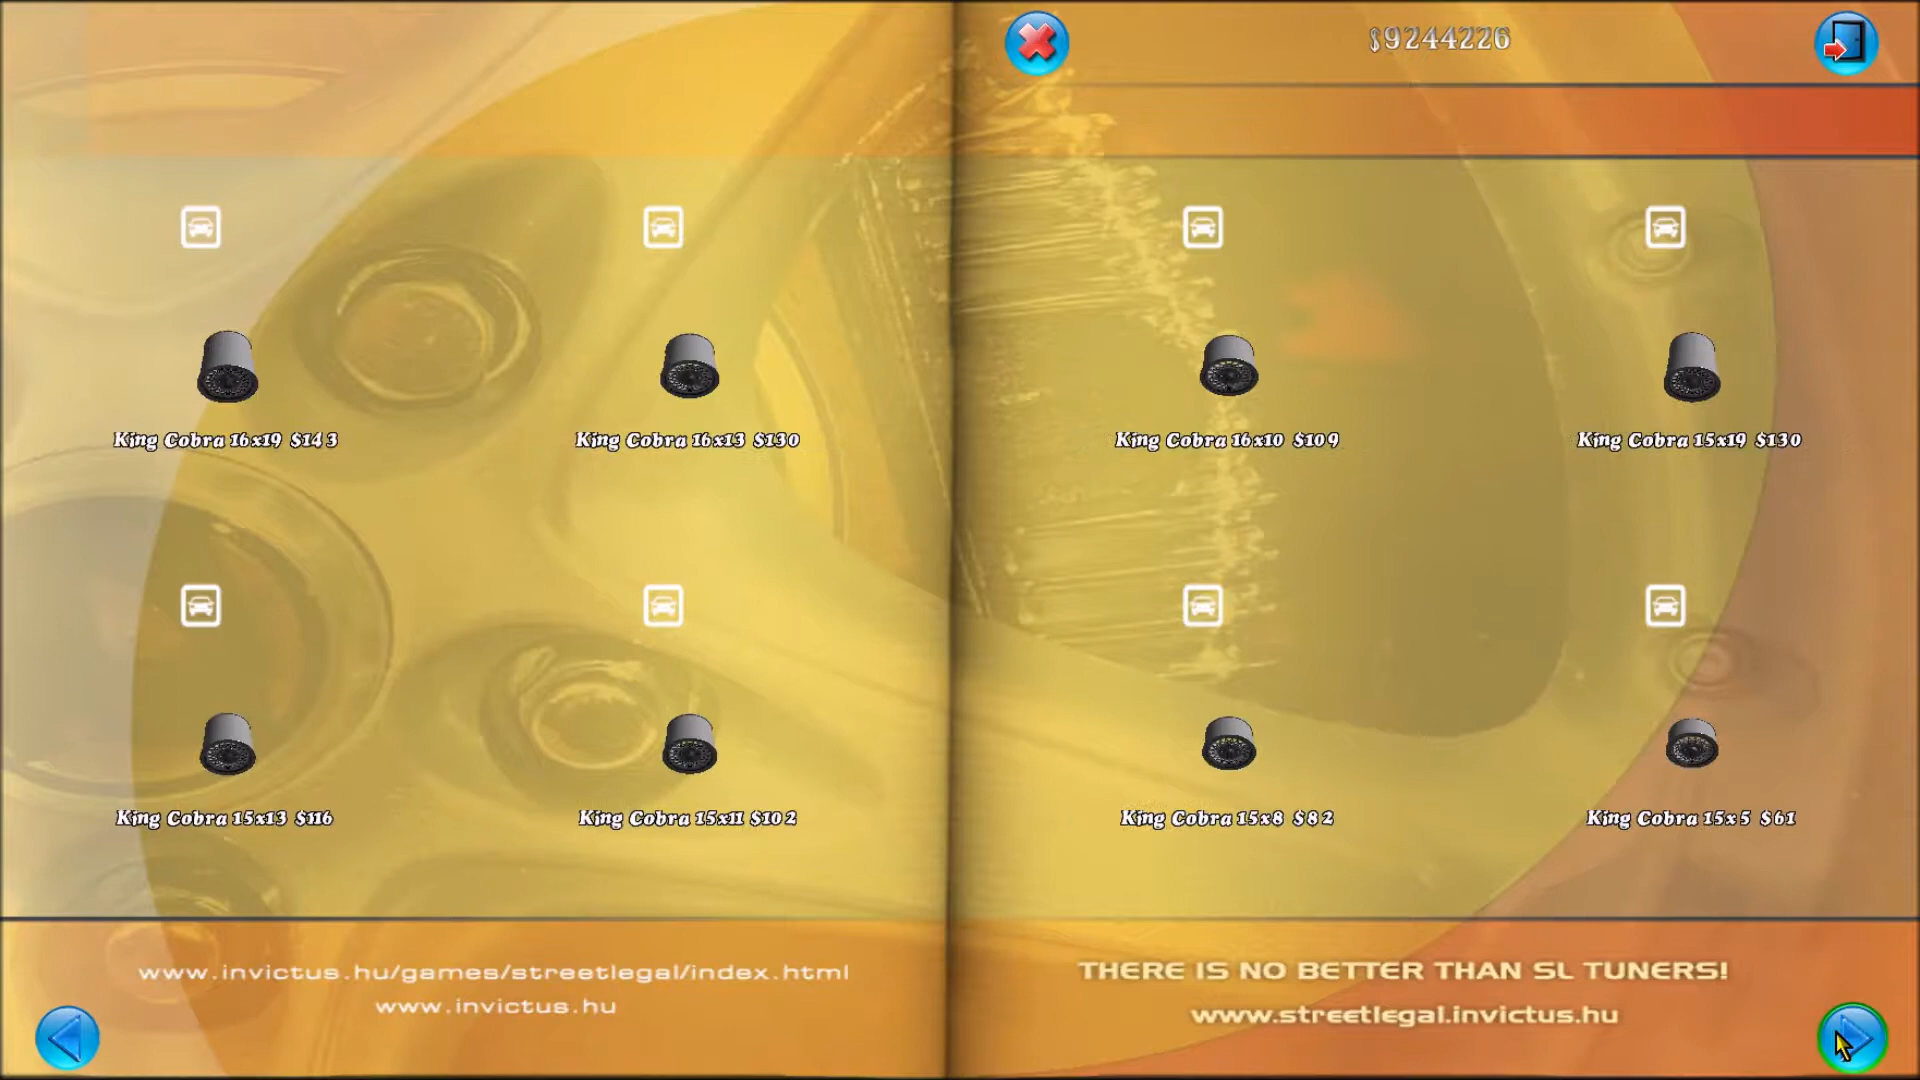 $9244226
King Cobra 16x19 $143
King Cobra 16x13 $130
King Cobra 16x10 $109
King Cobra 15x19 $130
King Cobra 15x13 $116
King Cobra 15x11 $102
King Cobra 15x8 $82
King Cobra 15x5 $61
www.invictus.hu/games/streetlegal/index.html
www.invictus.hu
THERE IS NO BETTER THAN SL TUNERS!
www.streetlegal.invictus.hu